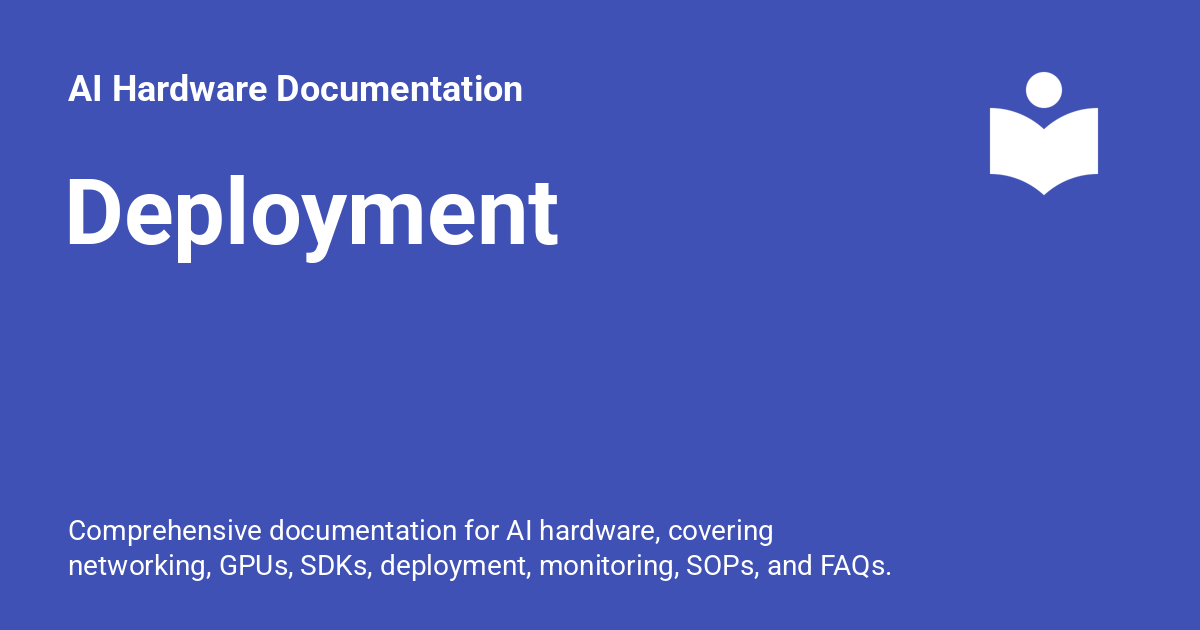 AI Hardware Documentation
Deployment
Comprehensive documentation for AI hardware, covering
networking, GPUs, SDKs, deployment, monitoring, SOPs, and FAQs.